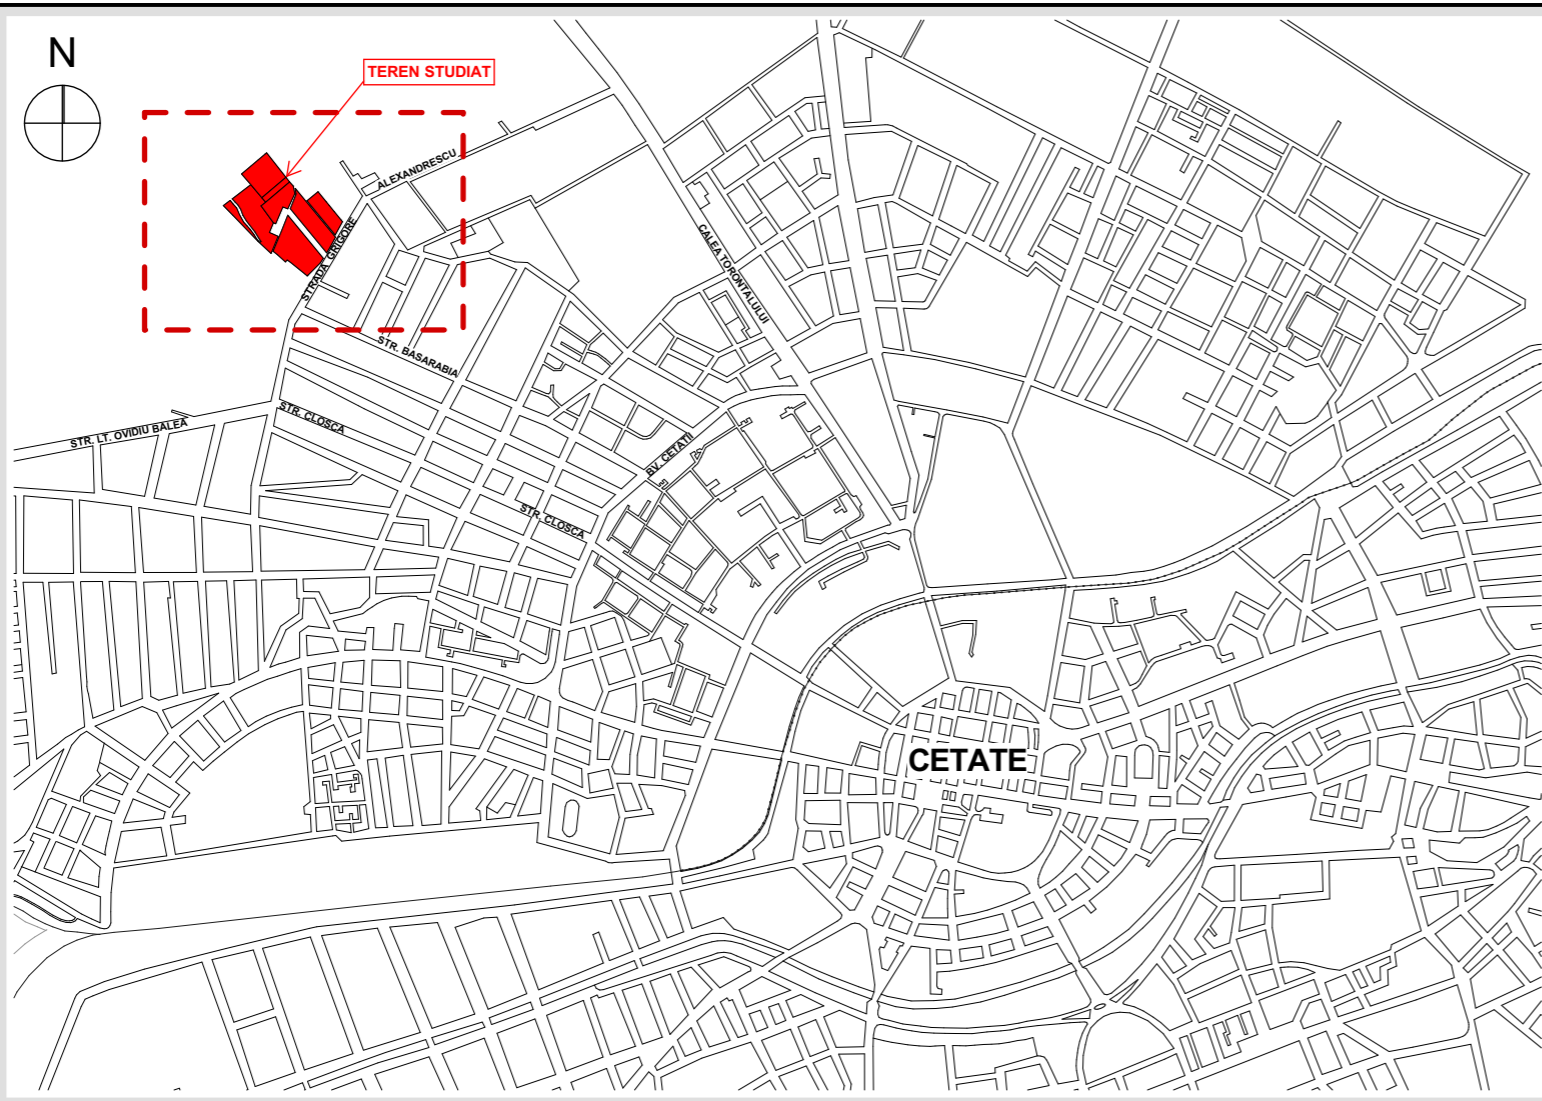 N
TEREN STUDIAT
ALEXANDRESCU
STRADA GRIGORE
CALEA TORONTALULUI
STR. BASARABIA
STR. CLOSCA
STR. LT. OVIDIU BALEA
BV. CETATII
STR. CLOSCA
CETATE